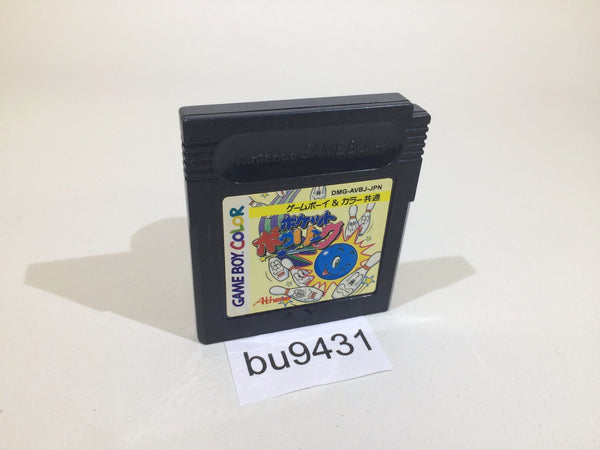 Nintendo GAME BOY
DMG-AVBJ-JPN
ゲームボーイ & カラー 共通
GAME BOY COLOR
ポケット
ボウリング
Athena
bu9431